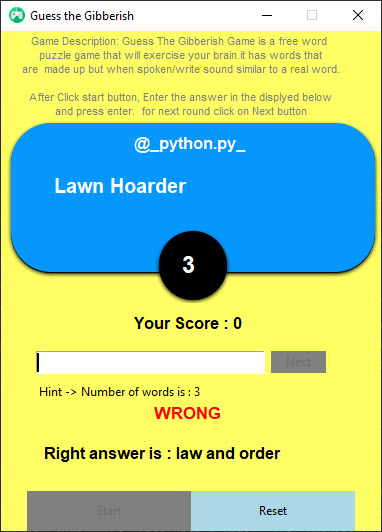 Guess the Gibberish
Game Description: Guess The Gibberish Game is a free word
puzzle game that will exercise your brain.it has words that
are  made up but when spoken/write sound similar to a real word.
After Click start button, Enter the answer in the displyed below
and press enter.  for next round click on Next button
@_python.py_
Lawn Hoarder
3
Your Score : 0
Next
Hint -> Number of words is : 3
WRONG
Right answer is : law and order
Start
Reset